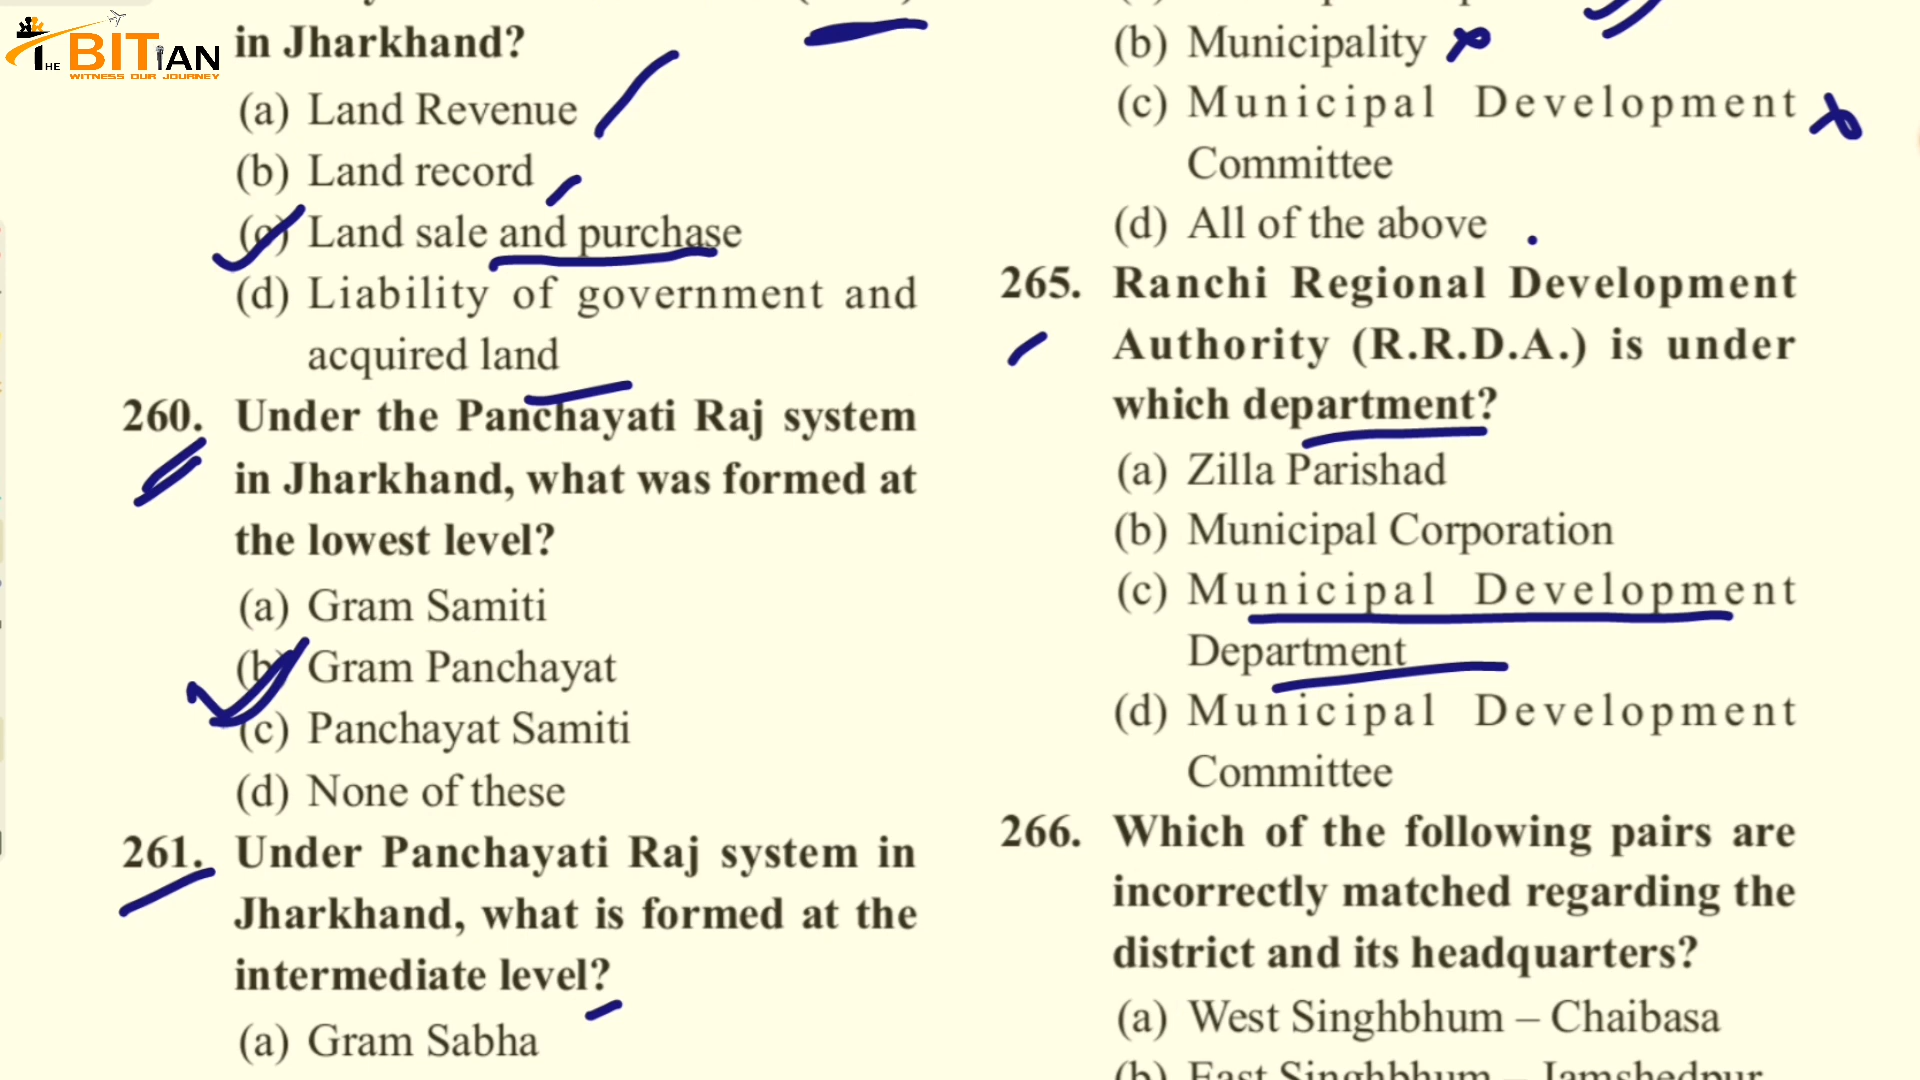 THE BITIAN
WITNESS OUR JOURNEY
in Jharkhand?
(a) Land Revenue
(b) Land record
(c) Land sale and purchase
(d) Liability of government and
acquired land
260. Under the Panchayati Raj system
in Jharkhand, what was formed at
the lowest level?
(a) Gram Samiti
(b) Gram Panchayat
(c) Panchayat Samiti
(d) None of these
261. Under Panchayati Raj system in
Jharkhand, what is formed at the
intermediate level?
(a) Gram Sabha
(b) Municipality
(c) Municipal Development
Committee
(d) All of the above
265. Ranchi Regional Development
Authority (R.R.D.A.) is under
which department?
(a) Zilla Parishad
(b) Municipal Corporation
(c) Municipal Development
Department
(d) Municipal Development
Committee
266. Which of the following pairs are
incorrectly matched regarding the
district and its headquarters?
(a) West Singhbhum – Chaibasa
(b) East Singhbhum – Jamshedpur